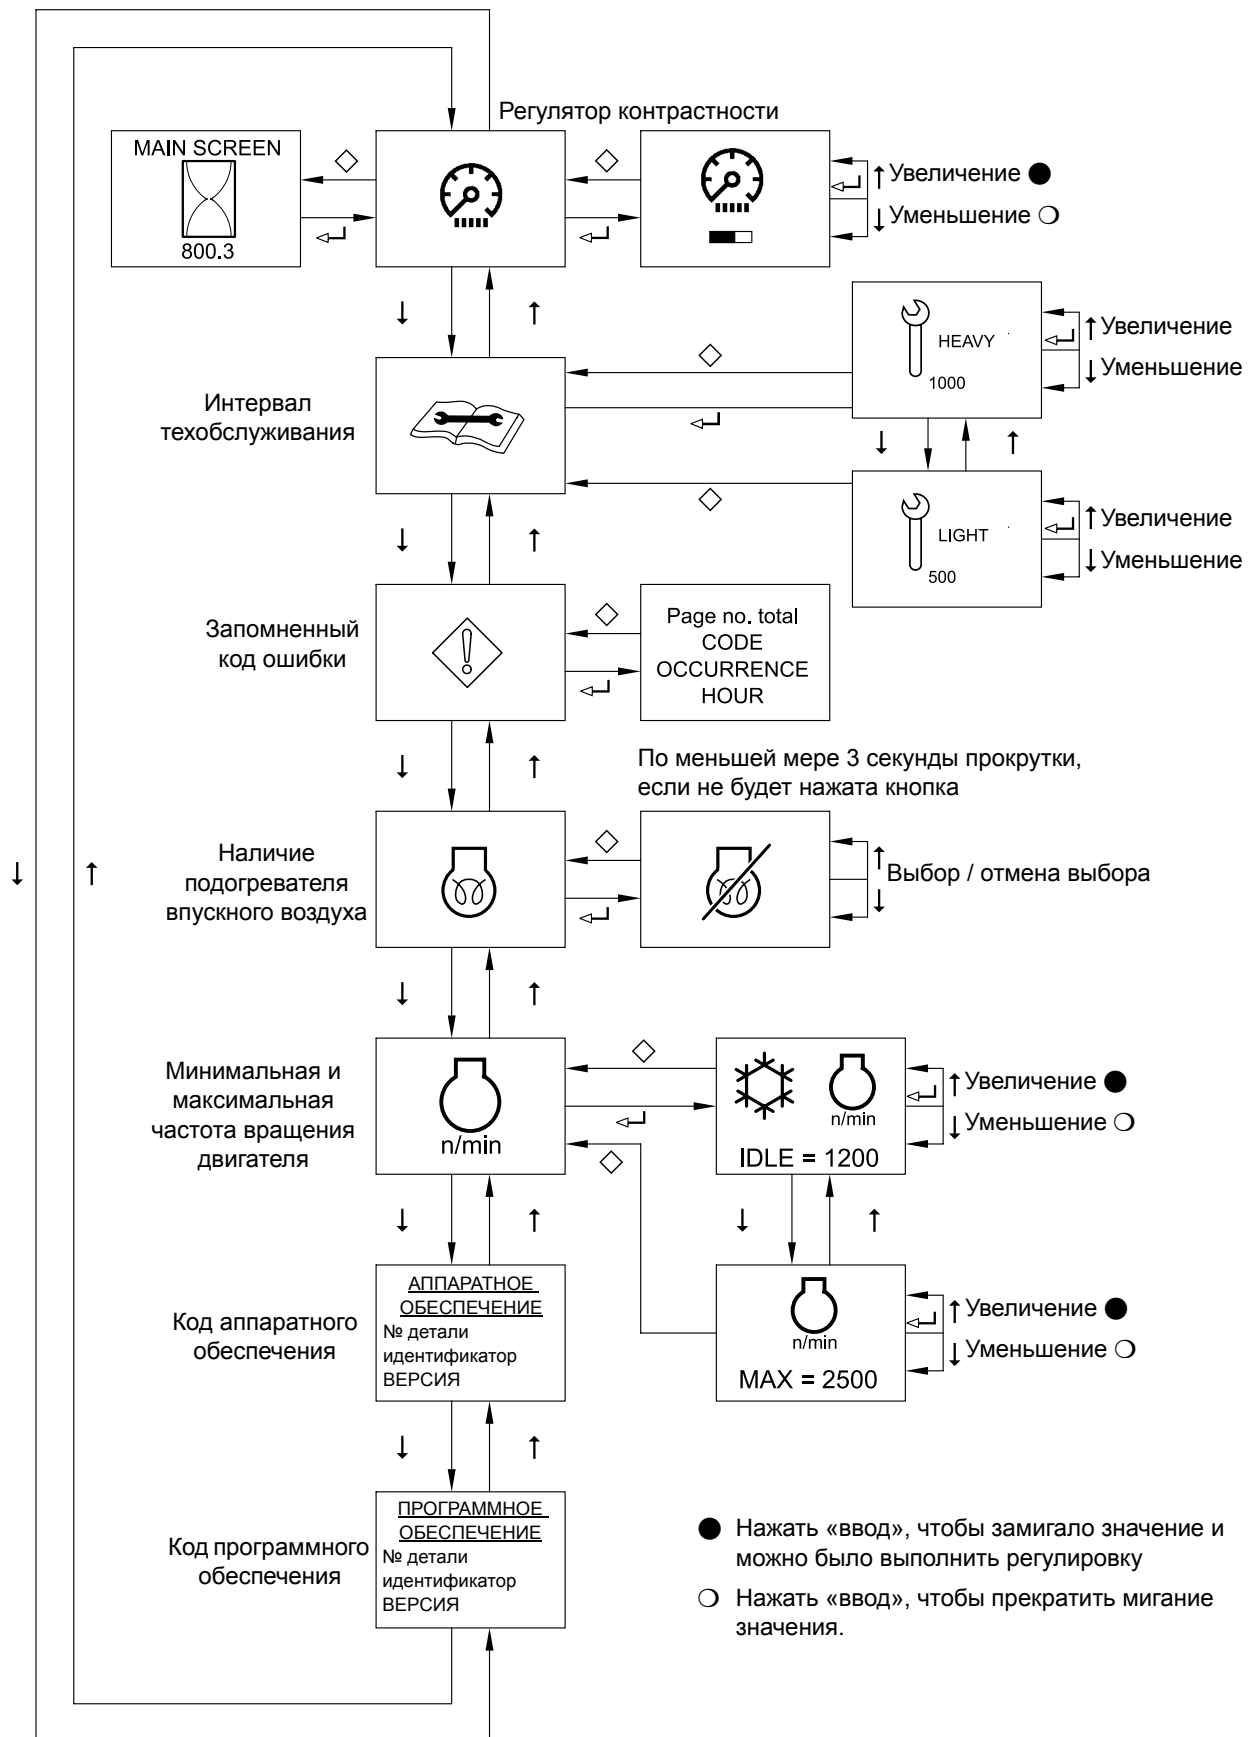 Регулятор контрастности
MAIN SCREEN
800.3
Увеличение
Уменьшение
HEAVY
1000
Увеличение
Уменьшение
Интервал
техобслуживания
LIGHT
500
Увеличение
Уменьшение
Запомненный
код ошибки
Page no. total
CODE
OCCURRENCE
HOUR
По меньшей мере 3 секунды прокрутки,
если не будет нажата кнопка
Наличие
подогревателя
впускного воздуха
Выбор / отмена выбора
Минимальная и
максимальная
частота вращения
двигателя
n/min
n/min
IDLE = 1200
Увеличение
Уменьшение
Код аппаратного
обеспечения
АППАРАТНОЕ
ОБЕСПЕЧЕНИЕ
№ детали
идентификатор
ВЕРСИЯ
n/min
MAX = 2500
Увеличение
Уменьшение
Код программного
обеспечения
ПРОГРАММНОЕ
ОБЕСПЕЧЕНИЕ
№ детали
идентификатор
ВЕРСИЯ
Нажать «ввод», чтобы замигало значение и
можно было выполнить регулировку
Нажать «ввод», чтобы прекратить мигание
значения.